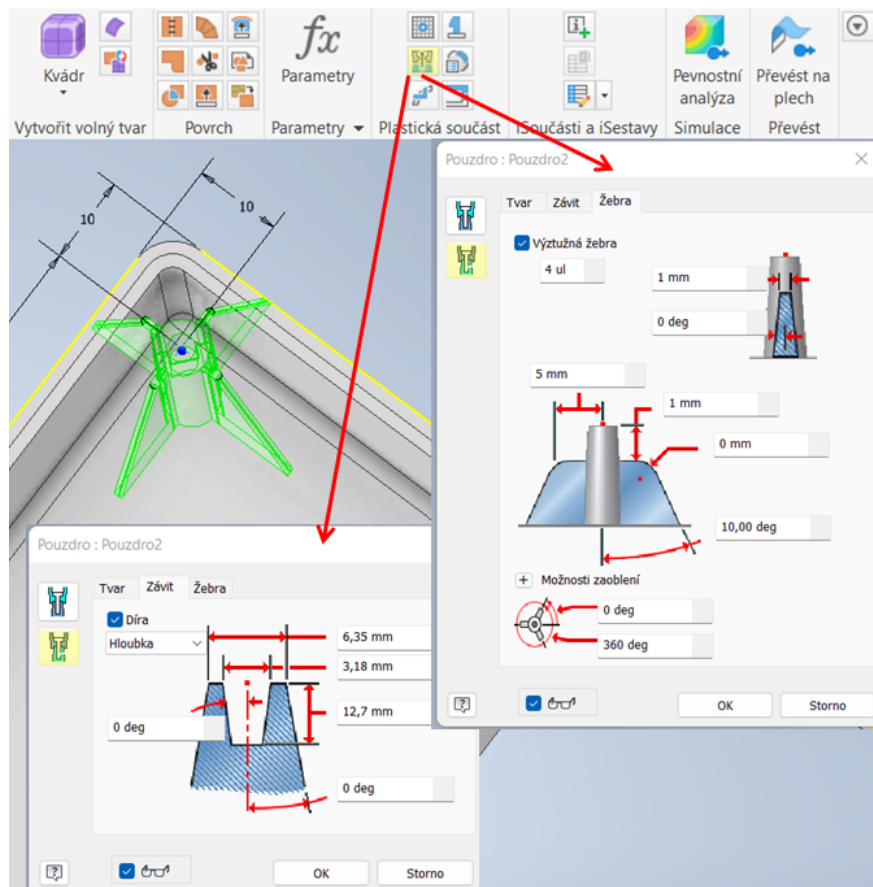 fx
Kvádr
Parametry
Pevnostní
analýza
Převést na
plech
Vytvořit volný tvar
Povrch
Parametry
Plastická součást
iSoučásti a iSestavy
Simulace
Převést
10
10
Pouzdro : Pouzdro2
Tvar
Závit
Žebra
Výztužná žebra
4 ul
1 mm
0 deg
5 mm
1 mm
0 mm
10,00 deg
Možnosti zaoblení
0 deg
360 deg
OK
Storno
Pouzdro : Pouzdro2
Tvar
Závit
Žebra
Díra
Hloubka
6,35 mm
3,18 mm
12,7 mm
0 deg
0 deg
OK
Storno